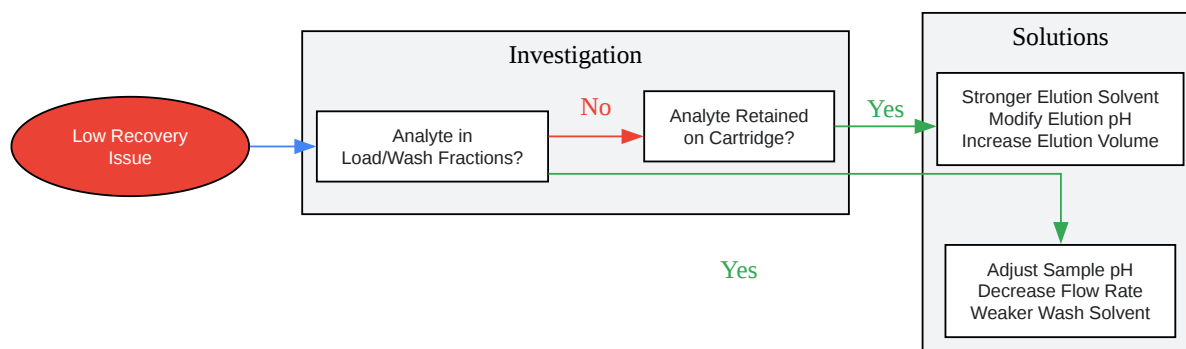 Solutions
Investigation
Low Recovery
Issue
Analyte in
Load/Wash Fractions?
No
Analyte Retained
on Cartridge?
Yes
Stronger Elution Solvent
Modify Elution pH
Increase Elution Volume
Yes
Adjust Sample pH
Decrease Flow Rate
Weaker Wash Solvent